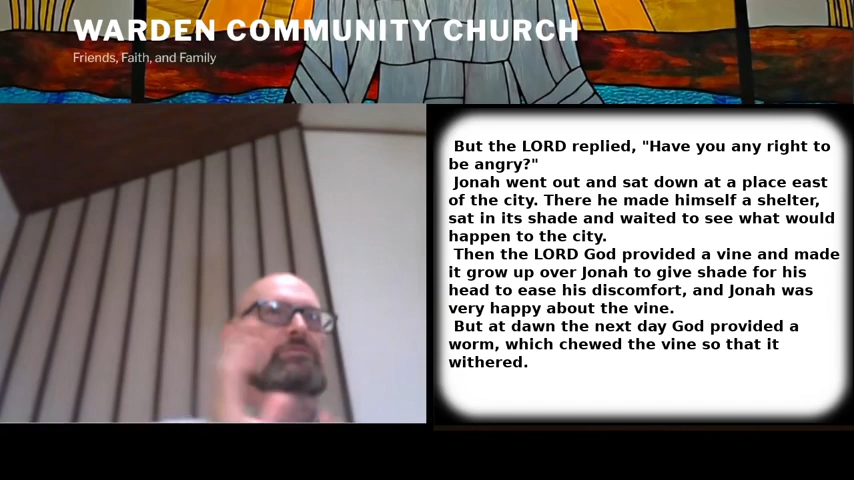 WARDEN COMMUNITY CHURCH
Friends, Faith, and Family
But the LORD replied, "Have you any right to
be angry?"
Jonah went out and sat down at a place east
of the city. There he made himself a shelter,
sat in its shade and waited to see what would
happen to the city.
Then the LORD God provided a vine and made
it grow up over Jonah to give shade for his
head to ease his discomfort, and Jonah was
very happy about the vine.
But at dawn the next day God provided a
worm, which chewed the vine so that it
withered.